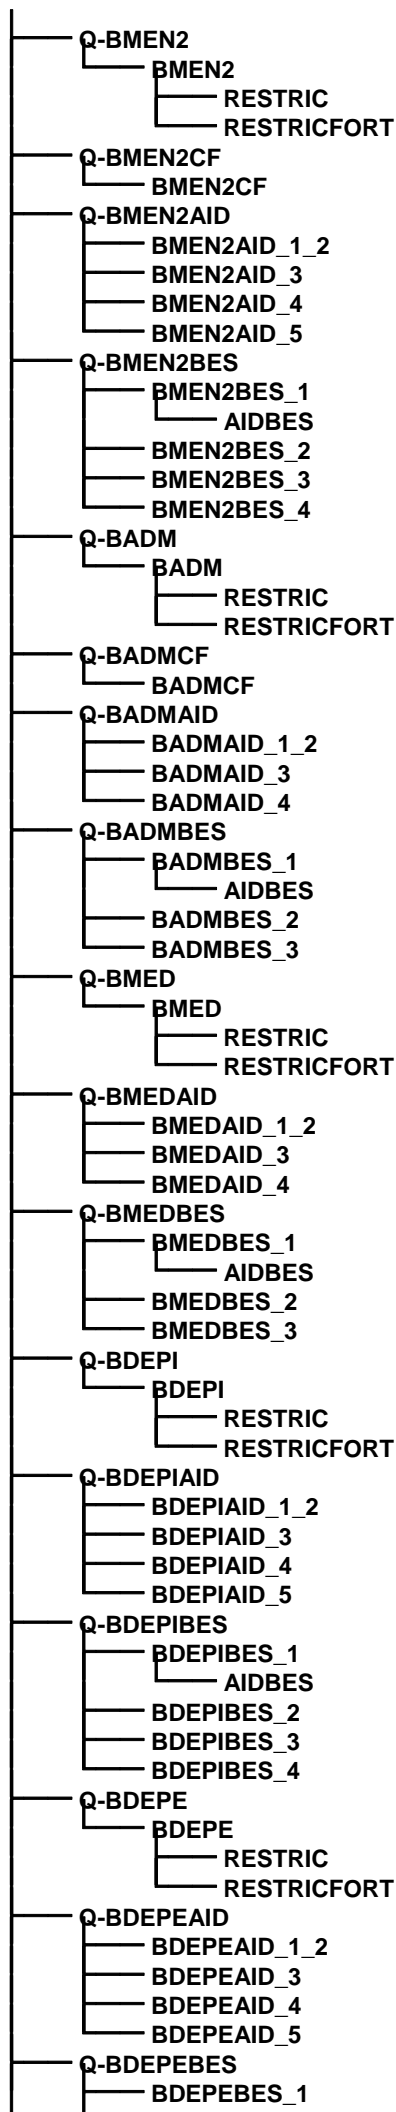 Q-BMEN2
BMEN2
RESTRIC
RESTRICFORT
Q-BMEN2CF
BMEN2CF
Q-BMEN2AID
BMEN2AID_1_2
BMEN2AID_3
BMEN2AID_4
BMEN2AID_5
Q-BMEN2BES
BMEN2BES_1
AIDBES
BMEN2BES_2
BMEN2BES_3
BMEN2BES_4
Q-BADM
BADM
RESTRIC
RESTRICFORT
Q-BADMCF
BADMCF
Q-BADMAID
BADMAID_1_2
BADMAID_3
BADMAID_4
Q-BADMBES
BADMBES_1
AIDBES
BADMBES_2
BADMBES_3
Q-BMED
BMED
RESTRIC
RESTRICFORT
Q-BMEDAID
BMEDAID_1_2
BMEDAID_3
BMEDAID_4
Q-BMEDBES
BMEDBES_1
AIDBES
BMEDBES_2
BMEDBES_3
Q-BDEPI
BDEPI
RESTRIC
RESTRICFORT
Q-BDEPIAID
BDEPIAID_1_2
BDEPIAID_3
BDEPIAID_4
BDEPIAID_5
Q-BDEPIBES
BDEPIBES_1
AIDBES
BDEPIBES_2
BDEPIBES_3
BDEPIBES_4
Q-BDEPE
BDEPE
RESTRIC
RESTRICFORT
Q-BDEPEAID
BDEPEAID_1_2
BDEPEAID_3
BDEPEAID_4
BDEPEAID_5
Q-BDEPEBES
BDEPEBES_1